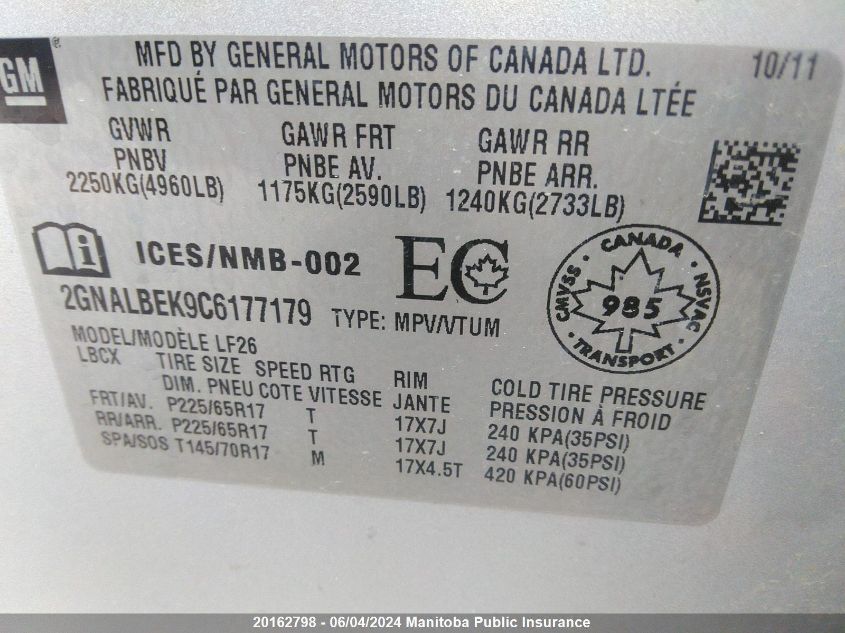 GM ®
MFD BY GENERAL MOTORS OF CANADA LTD. 10/11
FABRIQUÉ PAR GENERAL MOTORS DU CANADA LTÉE
GVWR GAWR FRT GAWR RR
PNBV PNBE AV. PNBE ARR.
2250KG(4960LB) 1175KG(2590LB) 1240KG(2733LB)
i ICES/NMB-002 EC
CANADA
CMVSS 985 NSVAC
TRANSPORT
2GNALBEK9C6177179 TYPE: MPV/VTUM
MODEL/MODÈLE LF26
LBCX TIRE SIZE SPEED RTG RIM COLD TIRE PRESSURE
DIM. PNEU COTE VITESSE JANTE PRESSION À FROID
FRT/AV. P225/65R17 T 17X7J 240 KPA(35PSI)
RR/ARR. P225/65R17 T 17X7J 240 KPA(35PSI)
SPA/SOS T145/70R17 M 17X4.5T 420 KPA(60PSI)
20162798 - 06/04/2024 Manitoba Public Insurance